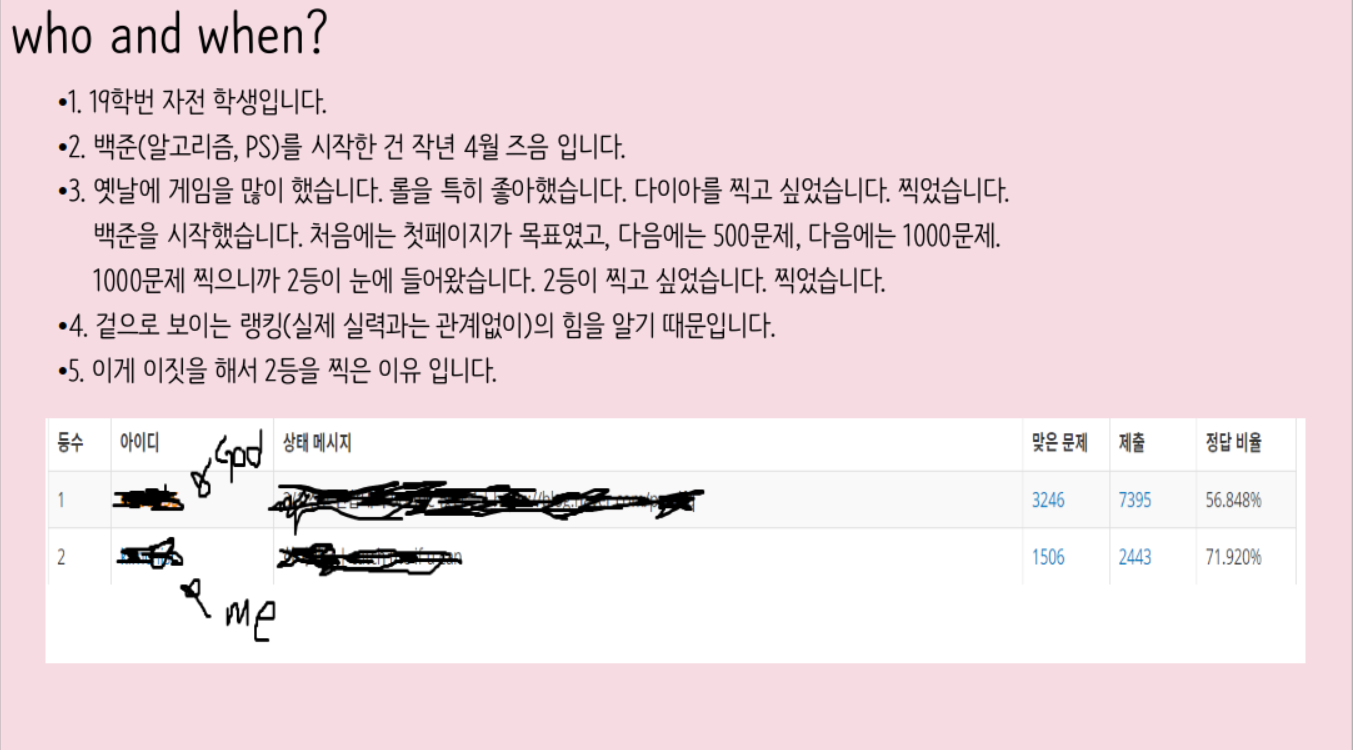 who and when?
•1. 19학번 자전 학생입니다.
•2. 백준(알고리즘, PS)를 시작한 건 작년 4월 즈음 입니다.
•3. 옛날에 게임을 많이 했습니다. 롤을 특히 좋아했습니다. 다이아를 찍고 싶었습니다. 찍었습니다.
백준을 시작했습니다. 처음에는 첫페이지가 목표였고, 다음에는 500문제, 다음에는 1000문제.
1000문제 찍으니까 2등이 눈에 들어왔습니다. 2등이 찍고 싶었습니다. 찍었습니다.
•4. 겉으로 보이는 랭킹(실제 실력과는 관계없이)의 힘을 알기 때문입니다.
•5. 이게 이짓을 해서 2등을 찍은 이유 입니다.
등수 아이디 God 상태 메시지 맞은 문제 제출 정답 비율
1 3246 7395 56.848%
2 1506 2443 71.920%
me